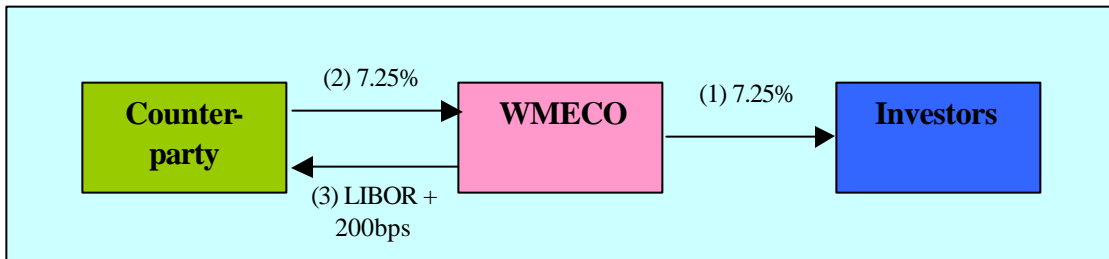 Counter-
party
(2) 7.25%
(3) LIBOR +
200bps
WMECO
(1) 7.25%
Investors